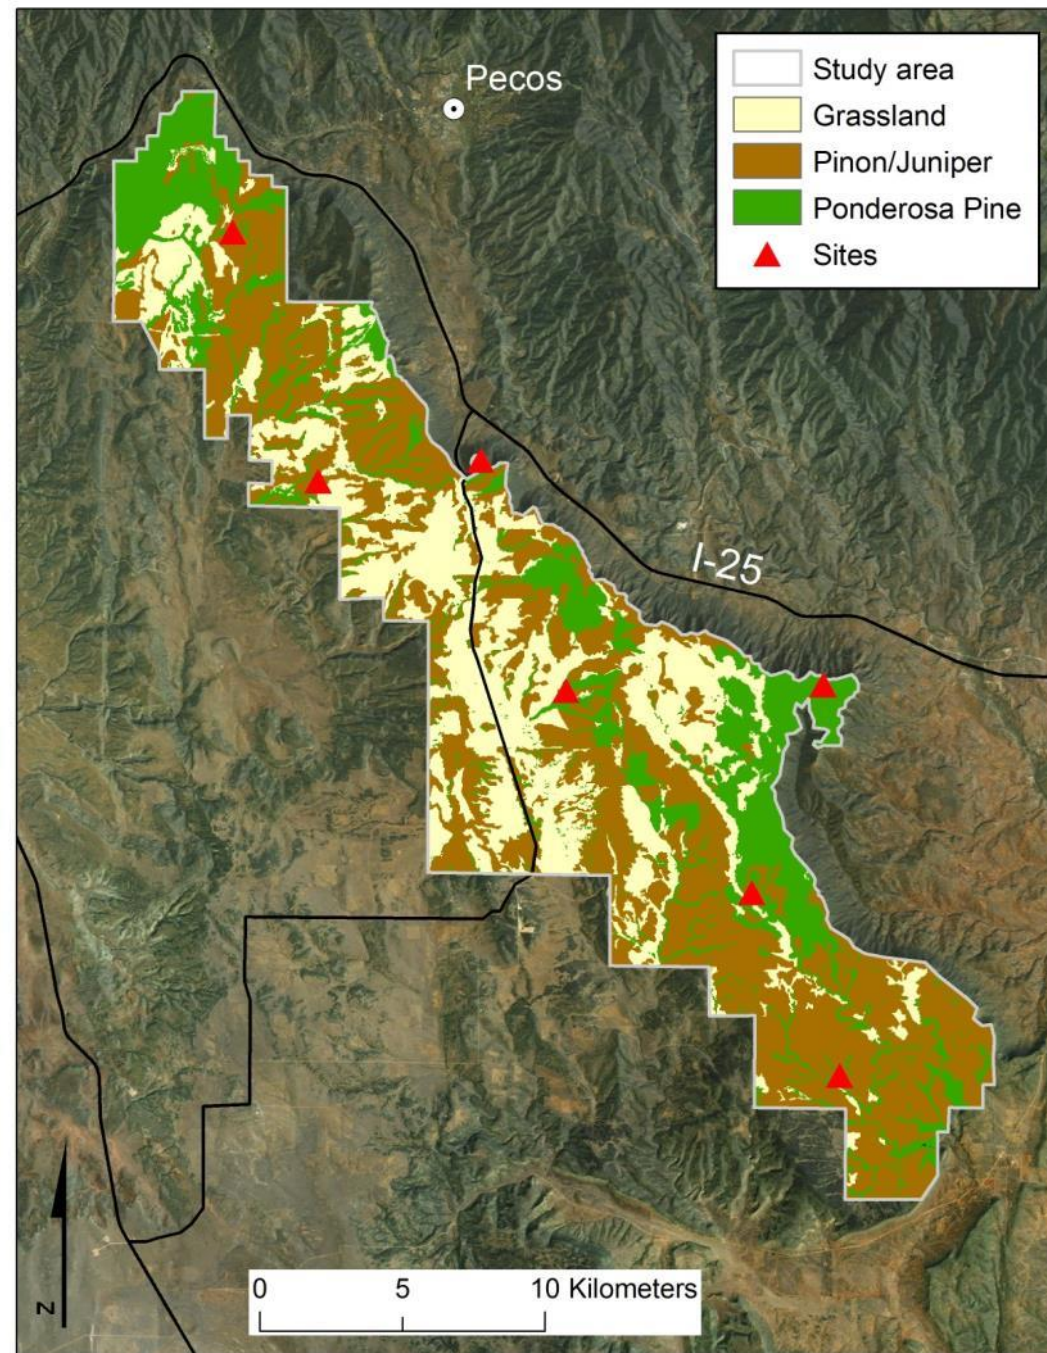 Pecos
Study area
Grassland
Pinon/Juniper
Ponderosa Pine
Sites
I-25
N
0 5 10 Kilometers